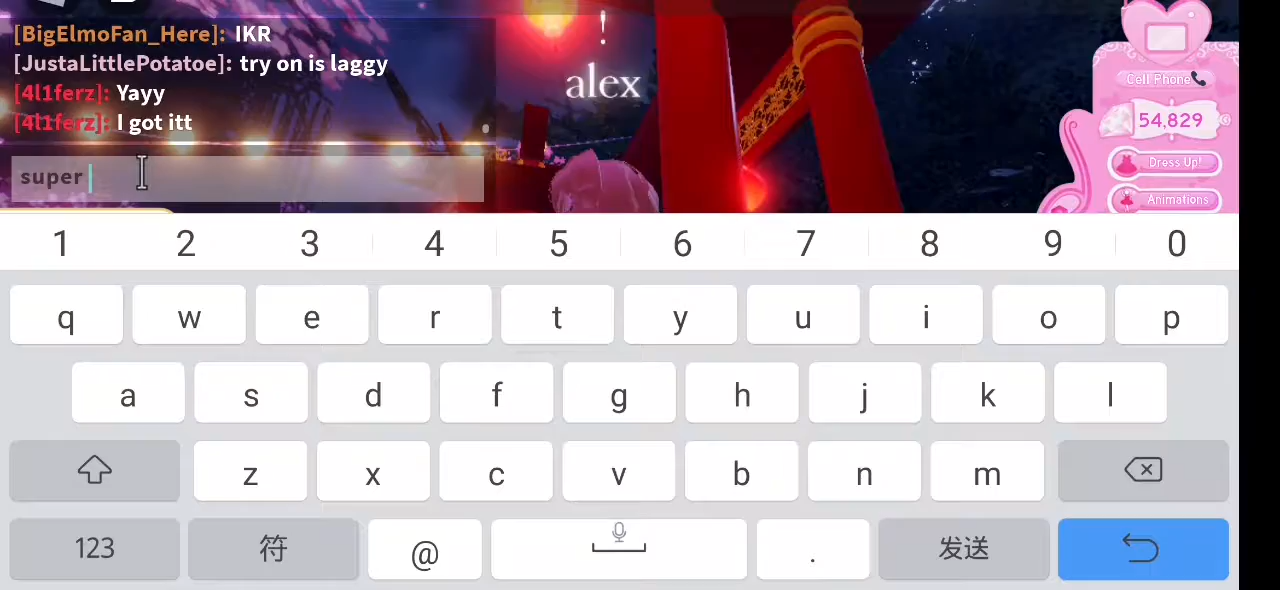 [BigElmoFan_Here]: IKR
[JustaLittlePotatoe]: try on is laggy
[4l1ferz]: Yayy
[4l1ferz]: I got itt
super
!
alex
Cell Phone📞
54,829
Dress Up!
Animations
1 2 3 4 5 6 7 8 9 0
q w e r t y u i o p
a s d f g h j k l
z x c v b n m
123 符 @ . 发送